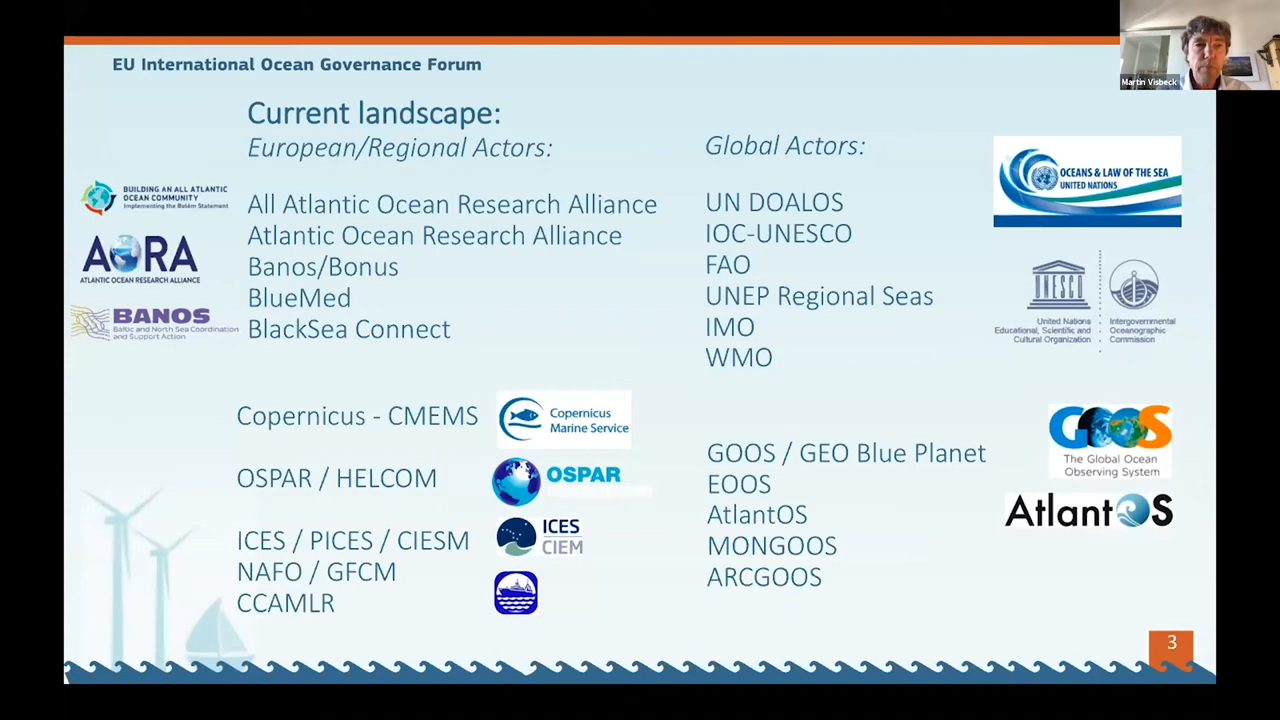 Martin Visbeck
EU International Ocean Governance Forum
Current landscape:
European/Regional Actors:
BUILDING AN ALL ATLANTIC
OCEAN COMMUNITY
Implementing the Belém Statement
AORA
ATLANTIC OCEAN RESEARCH ALLIANCE
BANOS
Baltic and North Sea Coordination
and Support Action
All Atlantic Ocean Research Alliance
Atlantic Ocean Research Alliance
Banos/Bonus
BlueMed
BlackSea Connect
Copernicus - CMEMS
Copernicus
Marine Service
OSPAR / HELCOM
OSPAR
ICES / PICES / CIESM
NAFO / GFCM
CCAMLR
ICES
CIEM
Global Actors:
UN DOALOS
IOC-UNESCO
FAO
UNEP Regional Seas
IMO
WMO
OCEANS & LAW OF THE SEA
UNITED NATIONS
UNESCO
United Nations
Educational, Scientific and
Cultural Organization
Intergovernmental
Oceanographic
Commission
GOOS / GEO Blue Planet
EOOS
AtlantOS
MONGOOS
ARCGOOS
GOOS
The Global Ocean
Observing System
AtlantOS
3